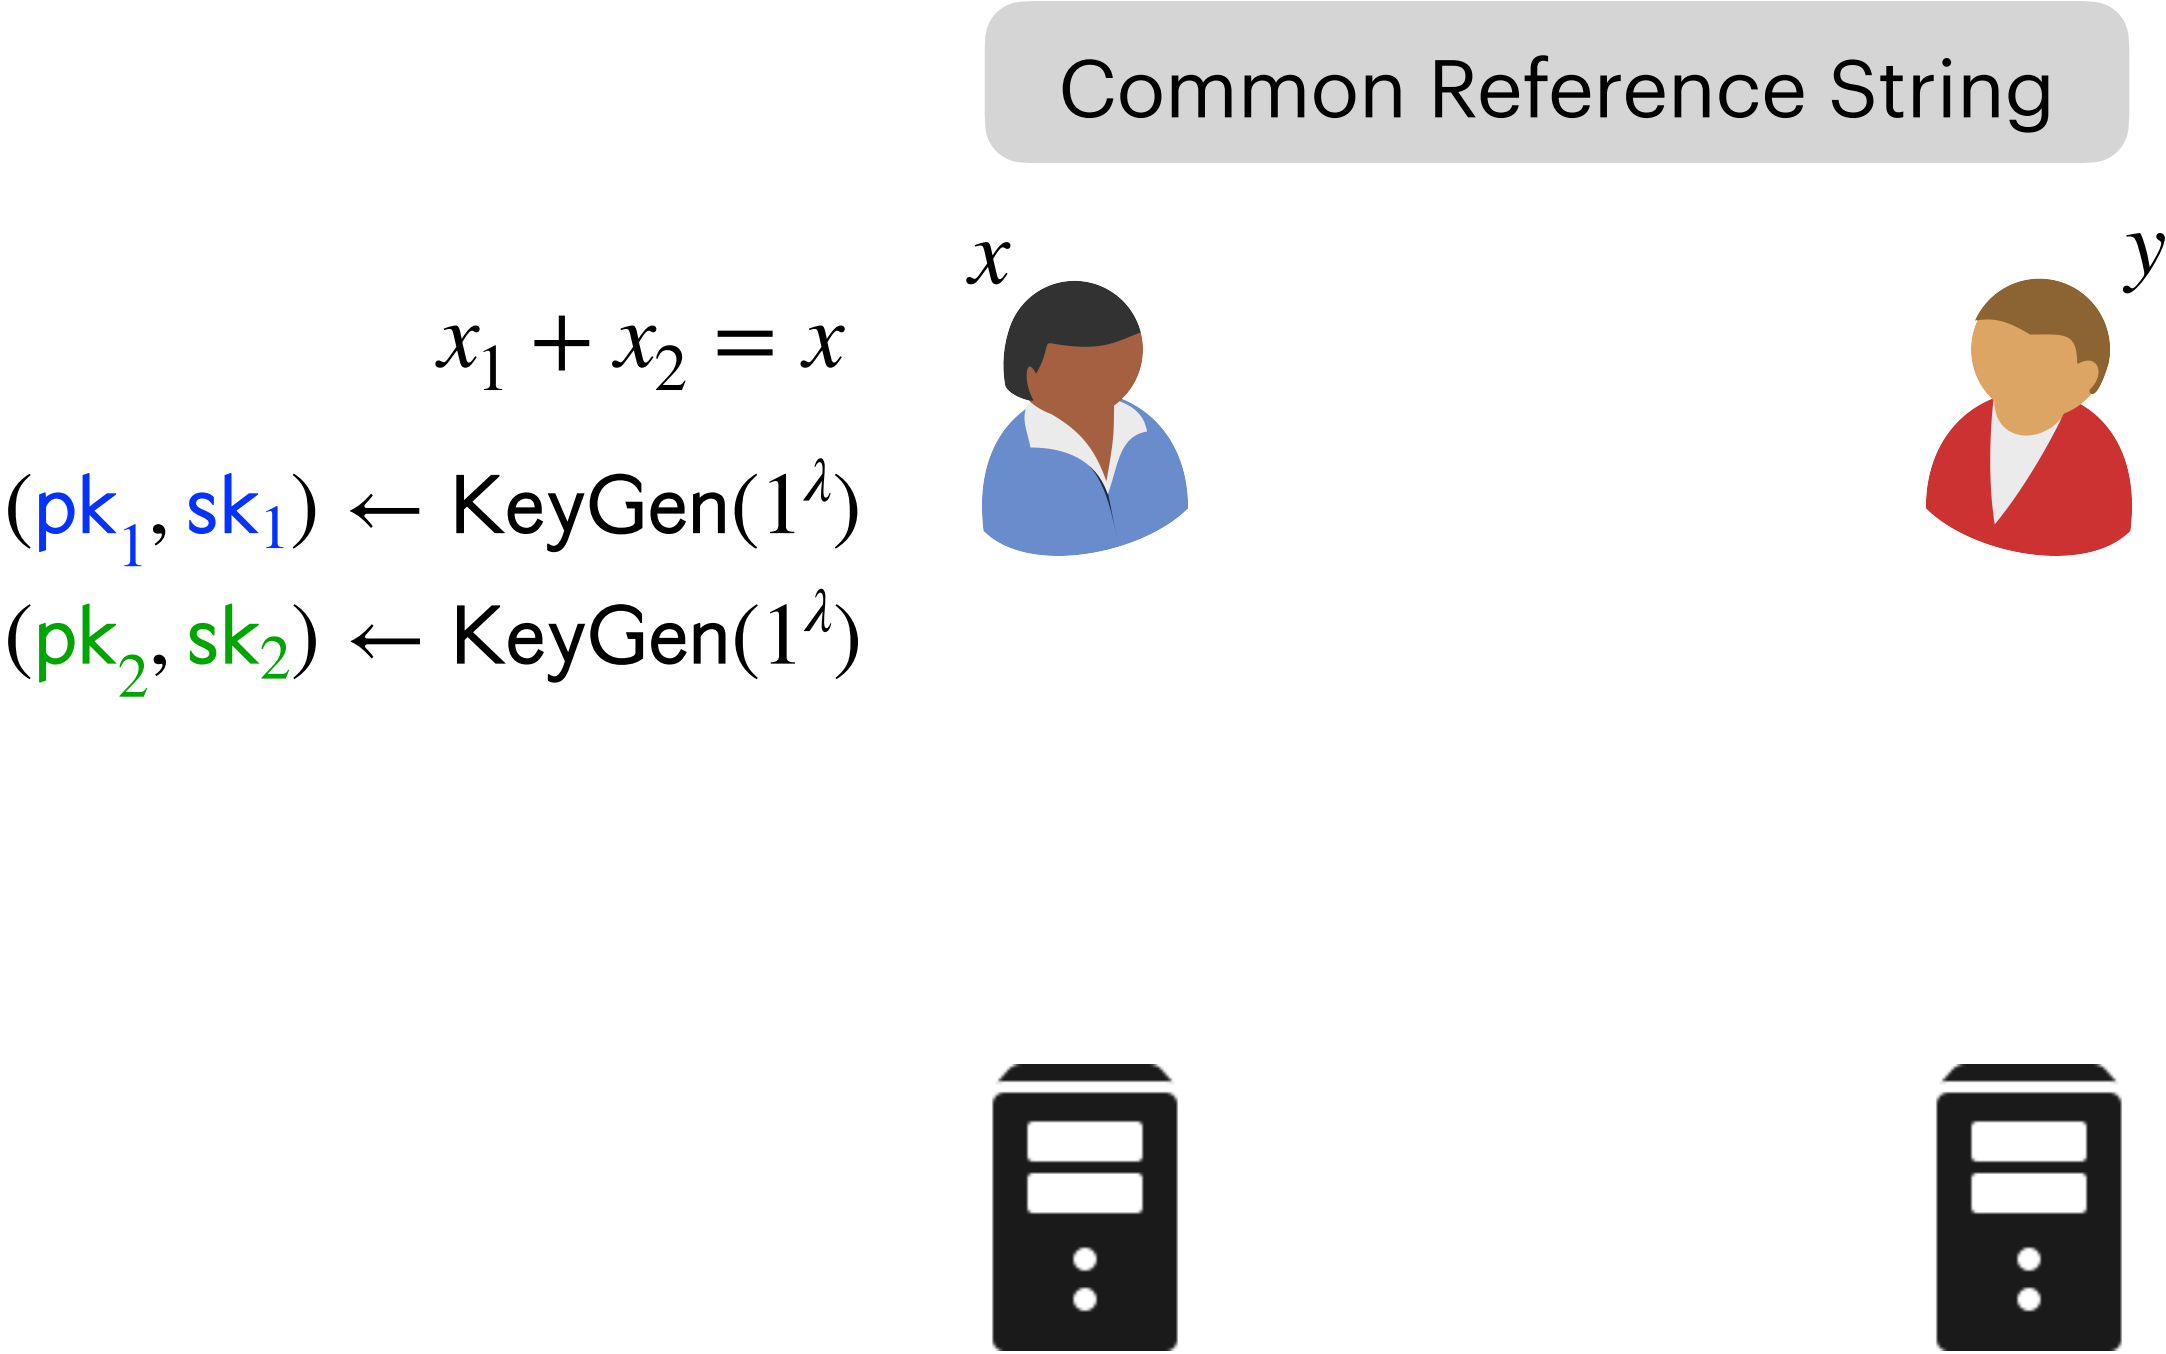 Common Reference String
x
y
x₁ + x₂ = x
(pk₁, sk₁) ← KeyGen(1^λ)
(pk₂, sk₂) ← KeyGen(1^λ)